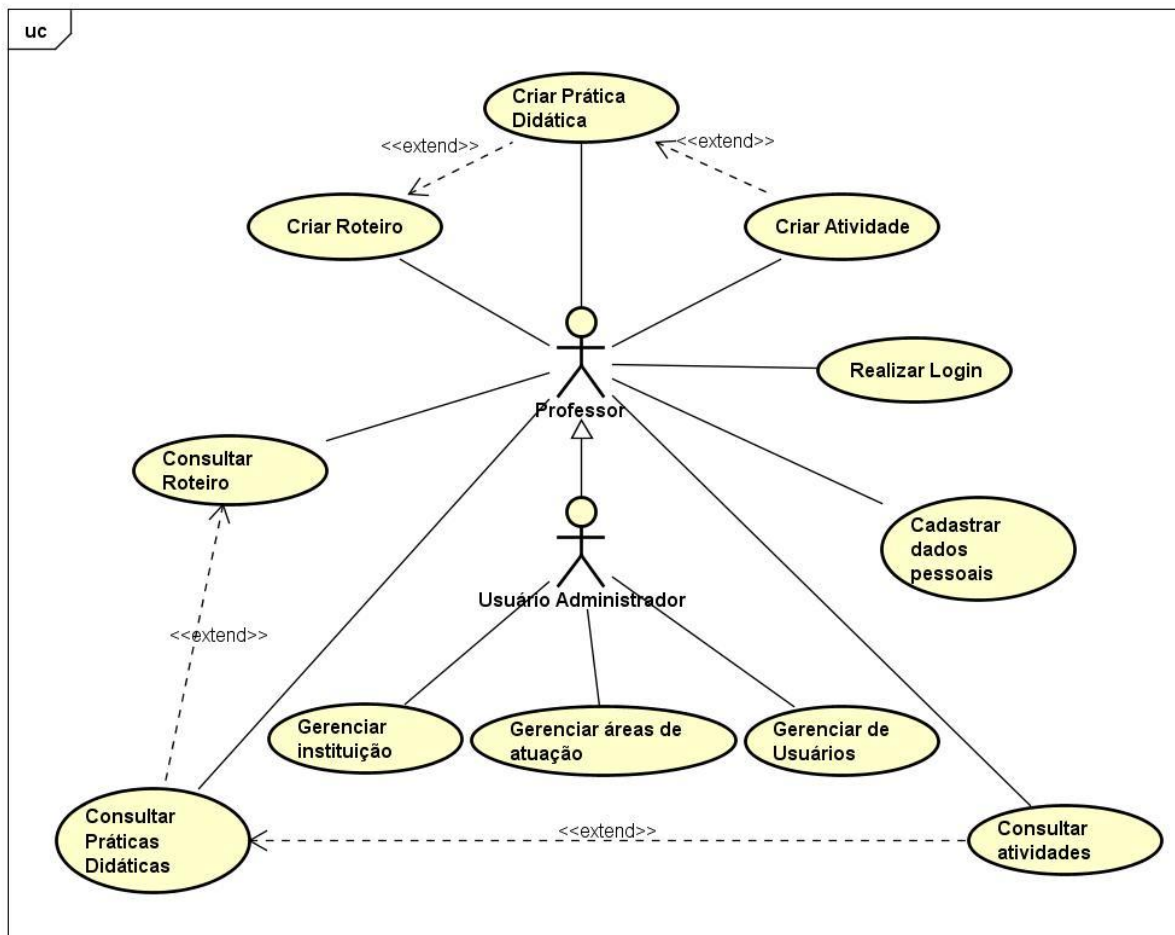 uc
Criar Prática
Didática
<<extend>>
<<extend>>
Criar Roteiro
Criar Atividade
Realizar Login
Professor
Consultar
Roteiro
Cadastrar
dados
pessoais
Usuário Administrador
<<extend>>
Gerenciar
instituição
Gerenciar áreas de
atuação
Gerenciar de
Usuários
Consultar
Práticas
Didáticas
<<extend>>
Consultar
atividades